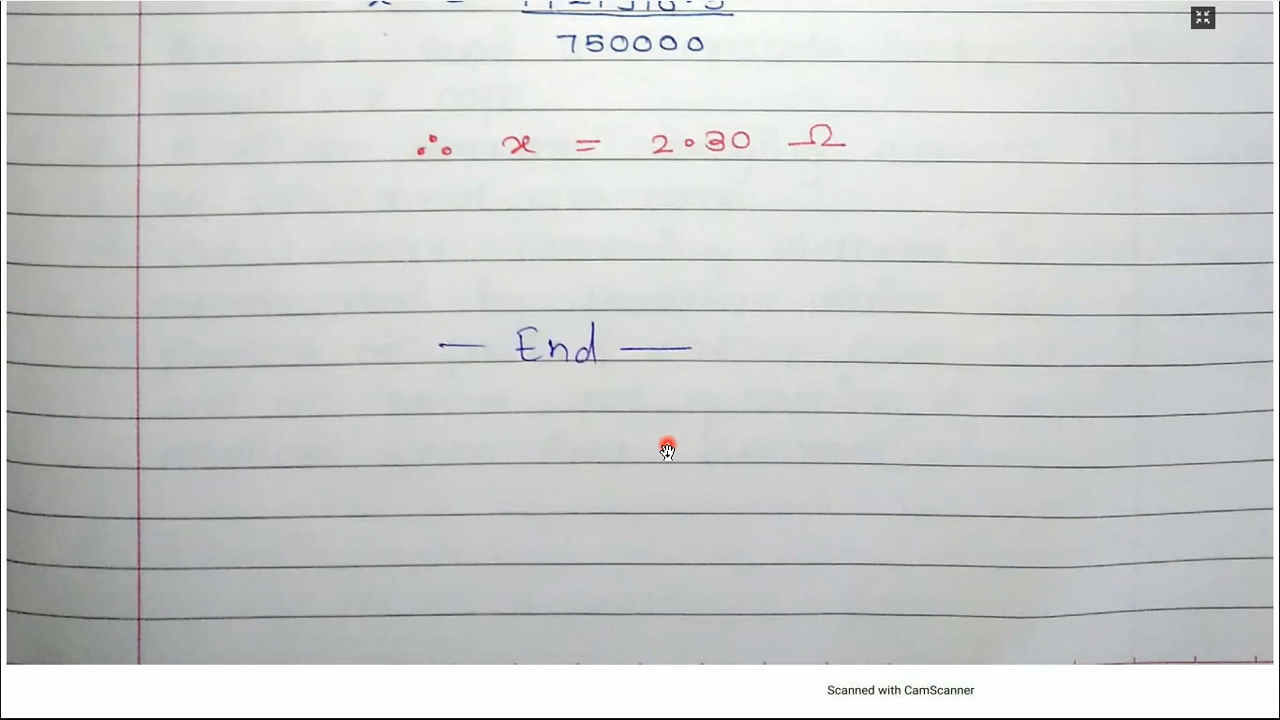 x =
750000
∴ x = 2.30 Ω
— End —
Scanned with CamScanner